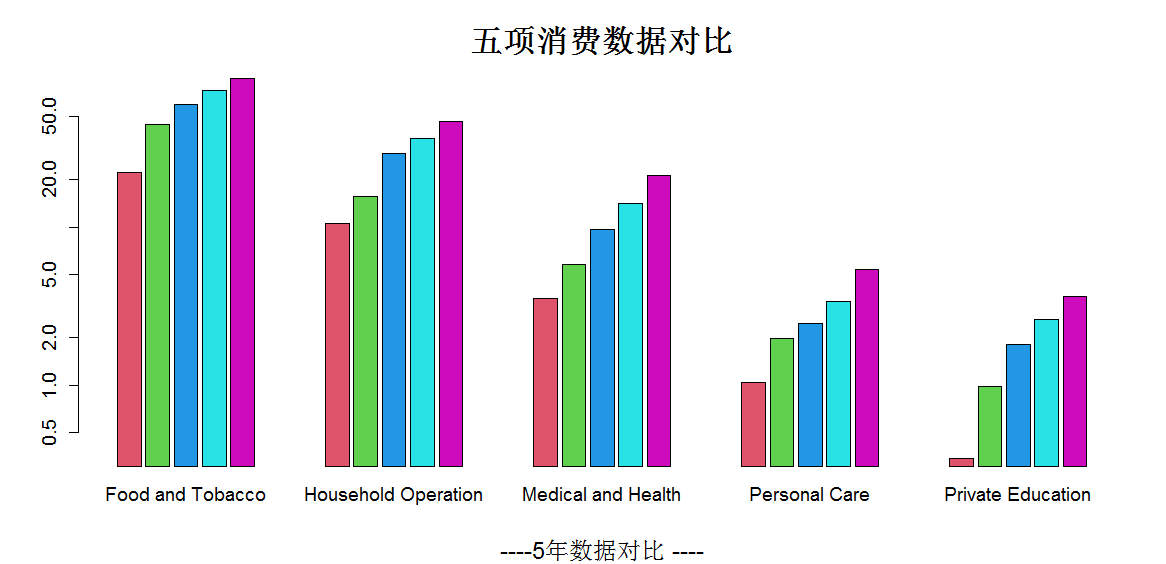 五项消费数据对比
50.0
20.0
5.0
2.0
1.0
0.5
Food and Tobacco
Household Operation
Medical and Health
Personal Care
Private Education
----5年数据对比 ----